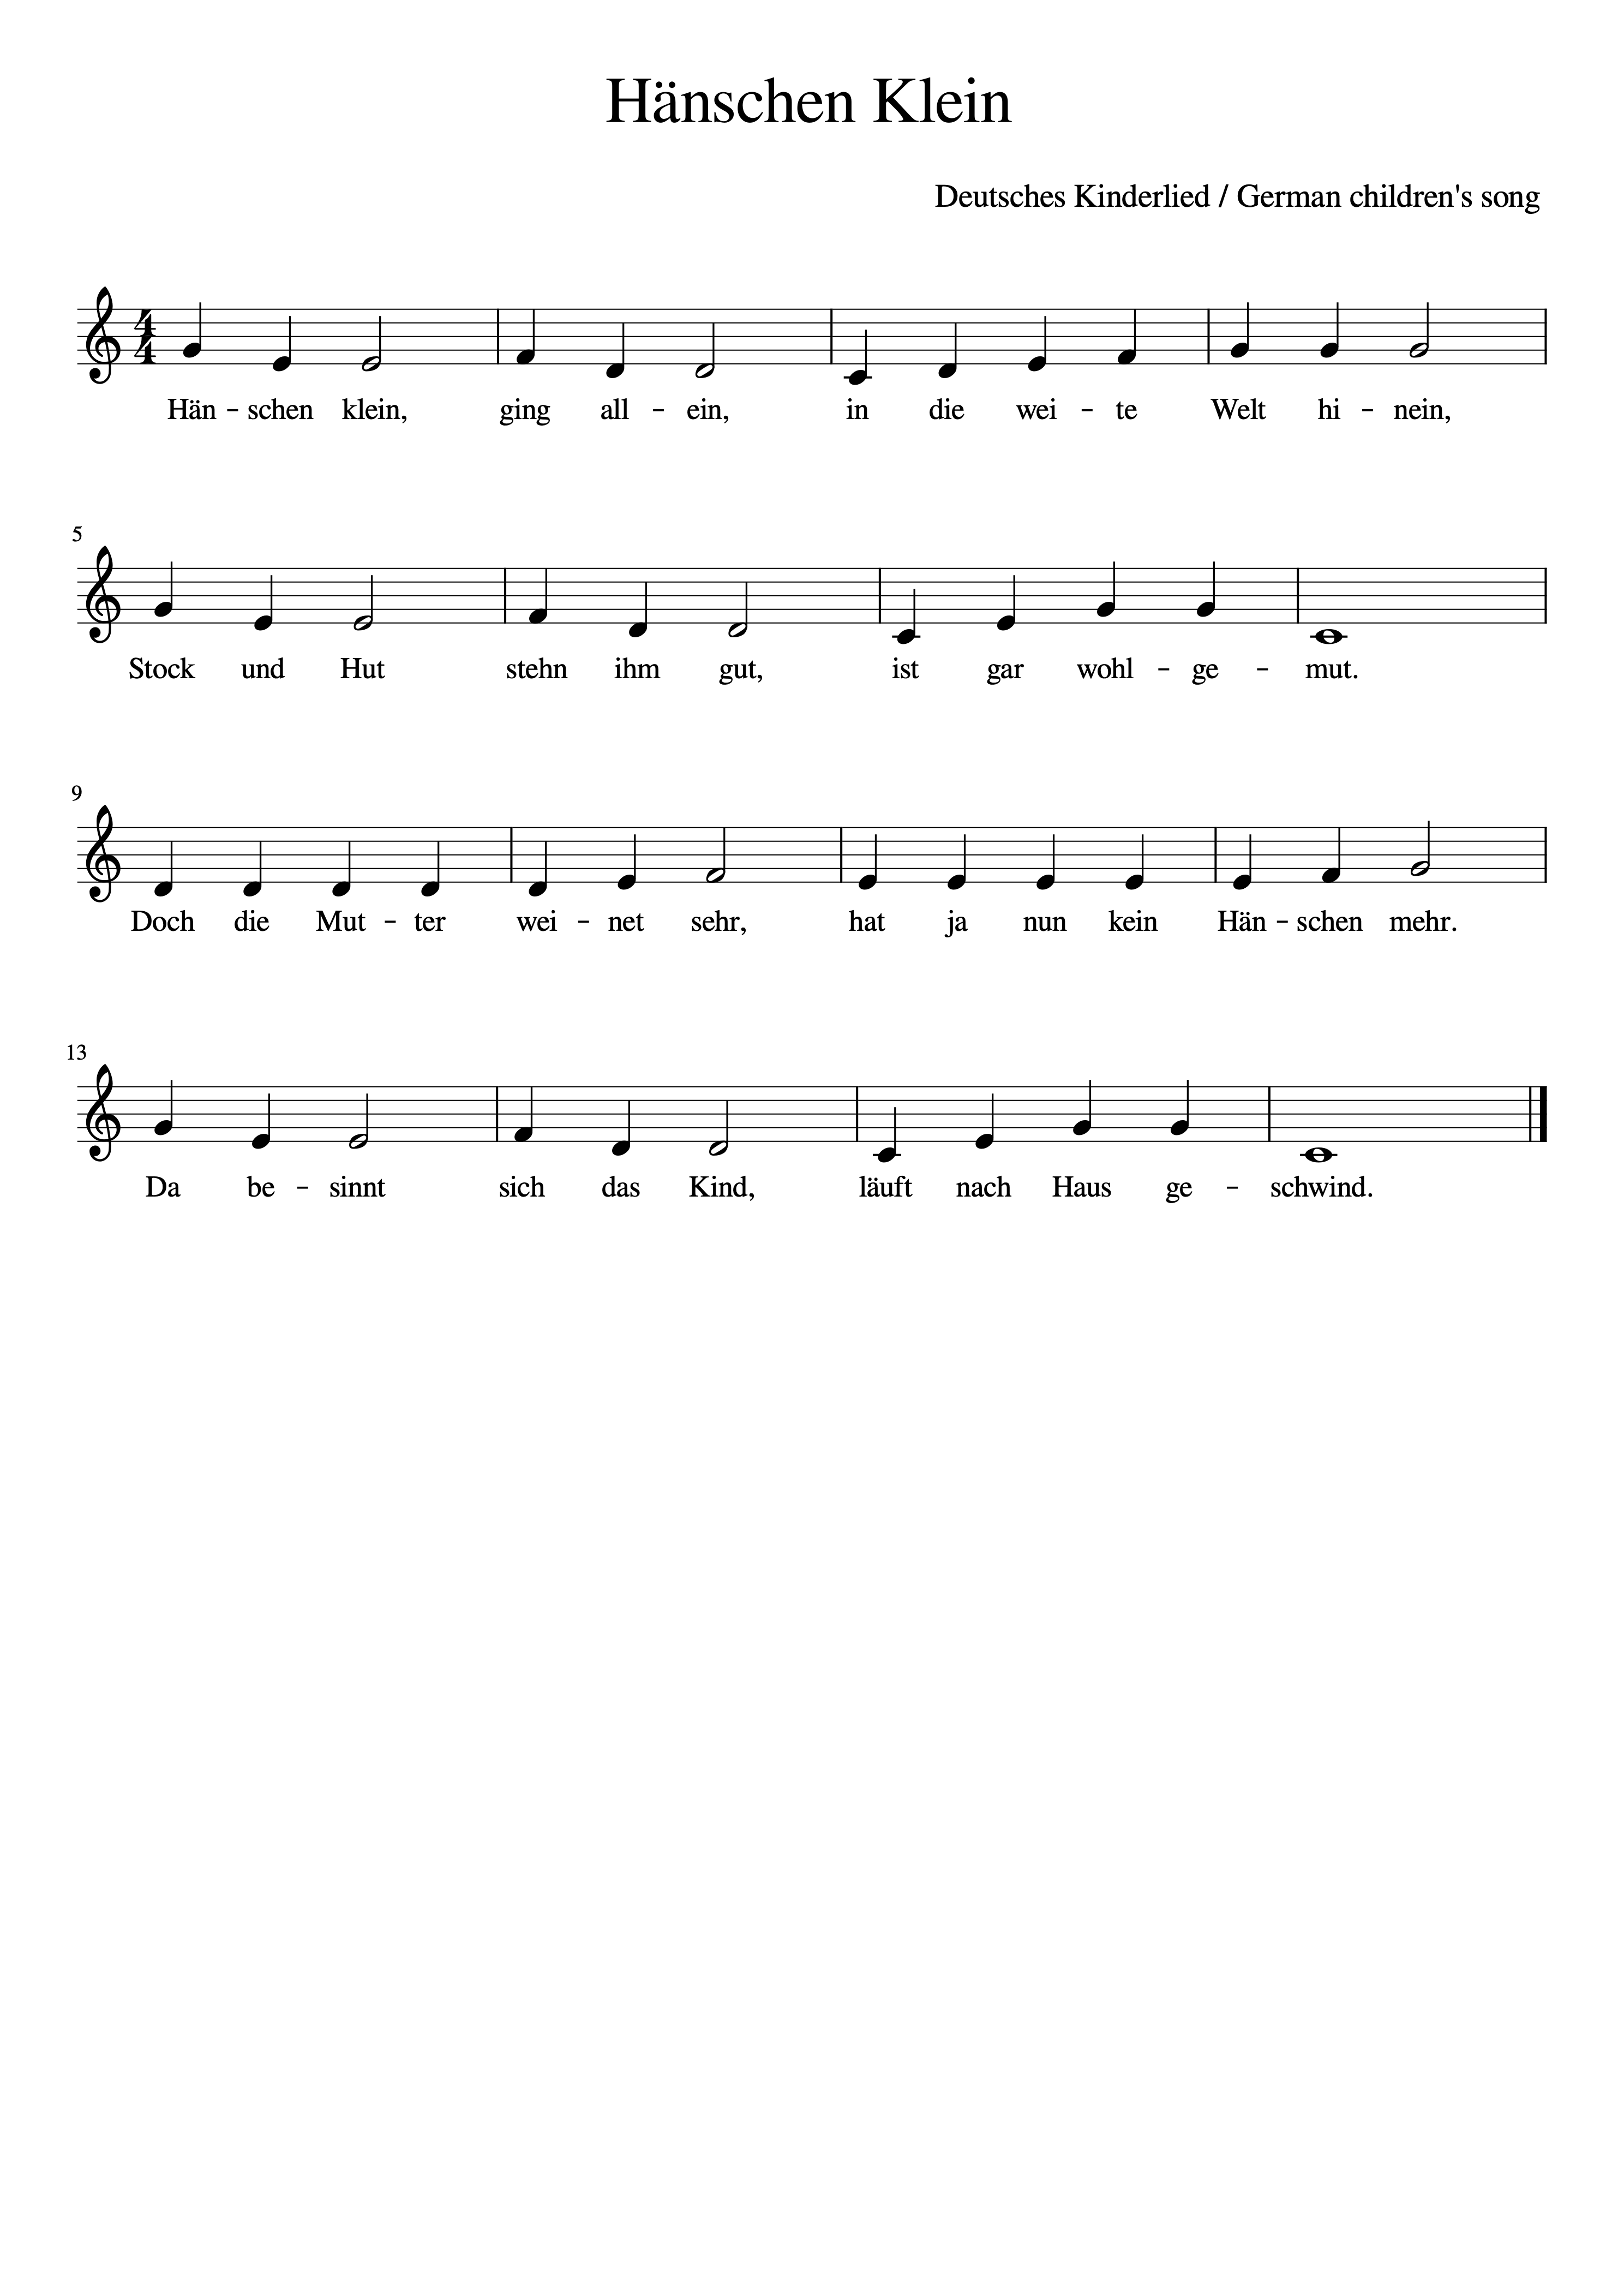 Hänschen Klein
Deutsches Kinderlied / German children's song
4
4
Hän - schen klein, ging all - ein, in die wei - te Welt hi - nein,
5
Stock und Hut stehn ihm gut, ist gar wohl - ge - mut.
9
Doch die Mut - ter wei - net sehr, hat ja nun kein Hän - schen mehr.
13
Da be - sinnt sich das Kind, läuft nach Haus ge - schwind.